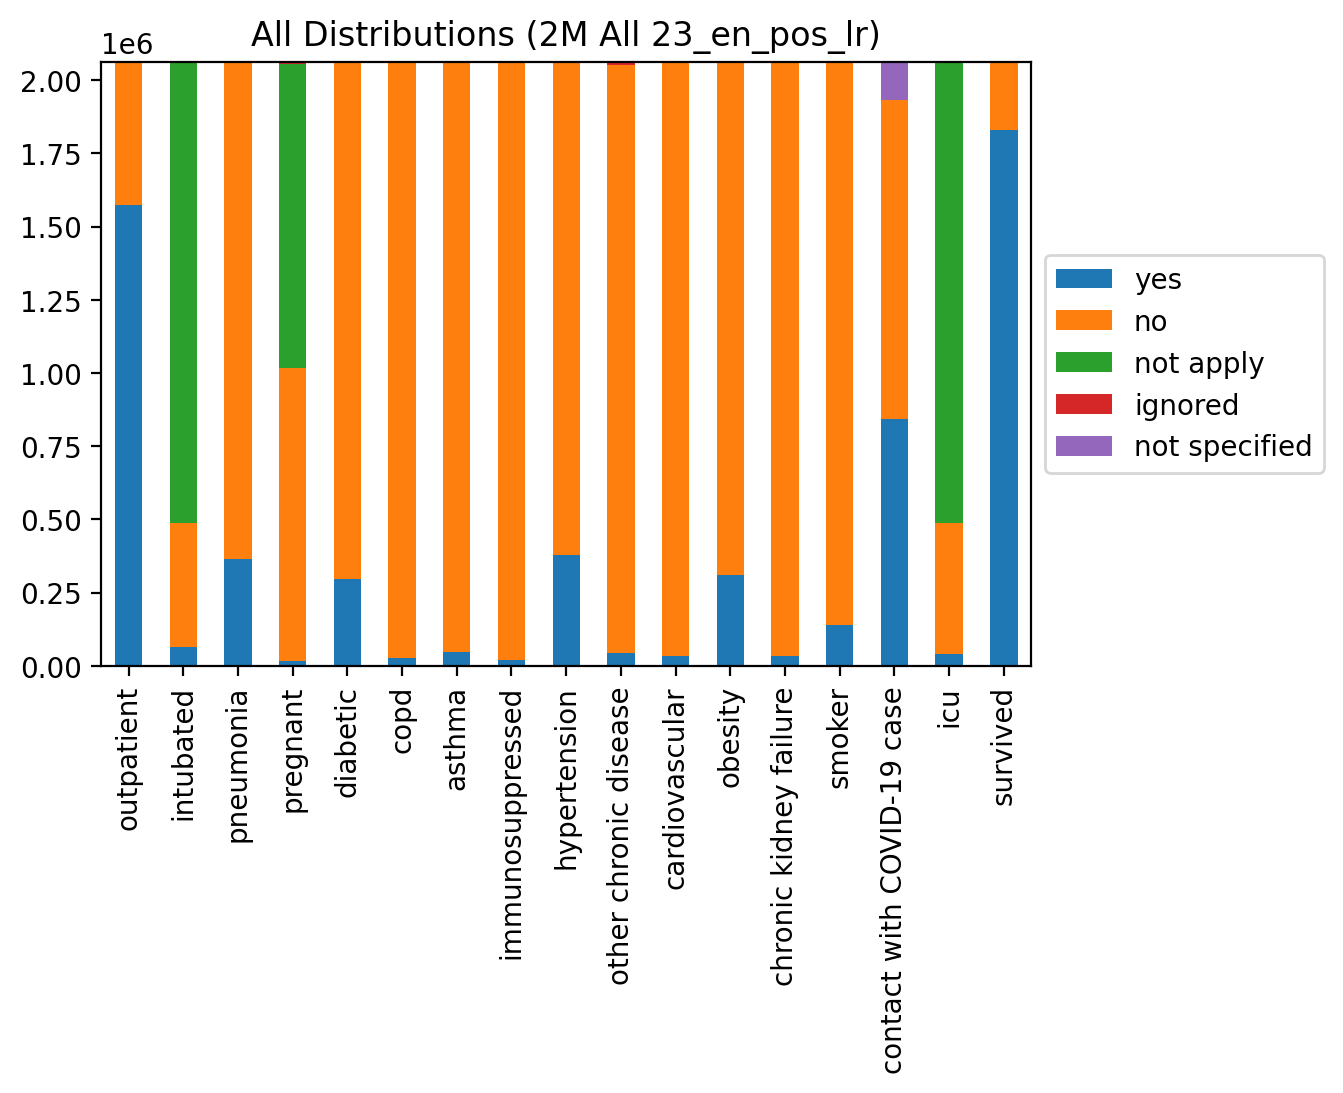 All Distributions (2M All 23_en_pos_lr)
1e6
2.00
1.75
1.50
1.25
1.00
0.75
0.50
0.25
0.00
outpatient
intubated
pneumonia
pregnant
diabetic
copd
asthma
immunosuppressed
hypertension
other chronic disease
cardiovascular
obesity
chronic kidney failure
smoker
contact with COVID-19 case
icu
survived
yes
no
not apply
ignored
not specified